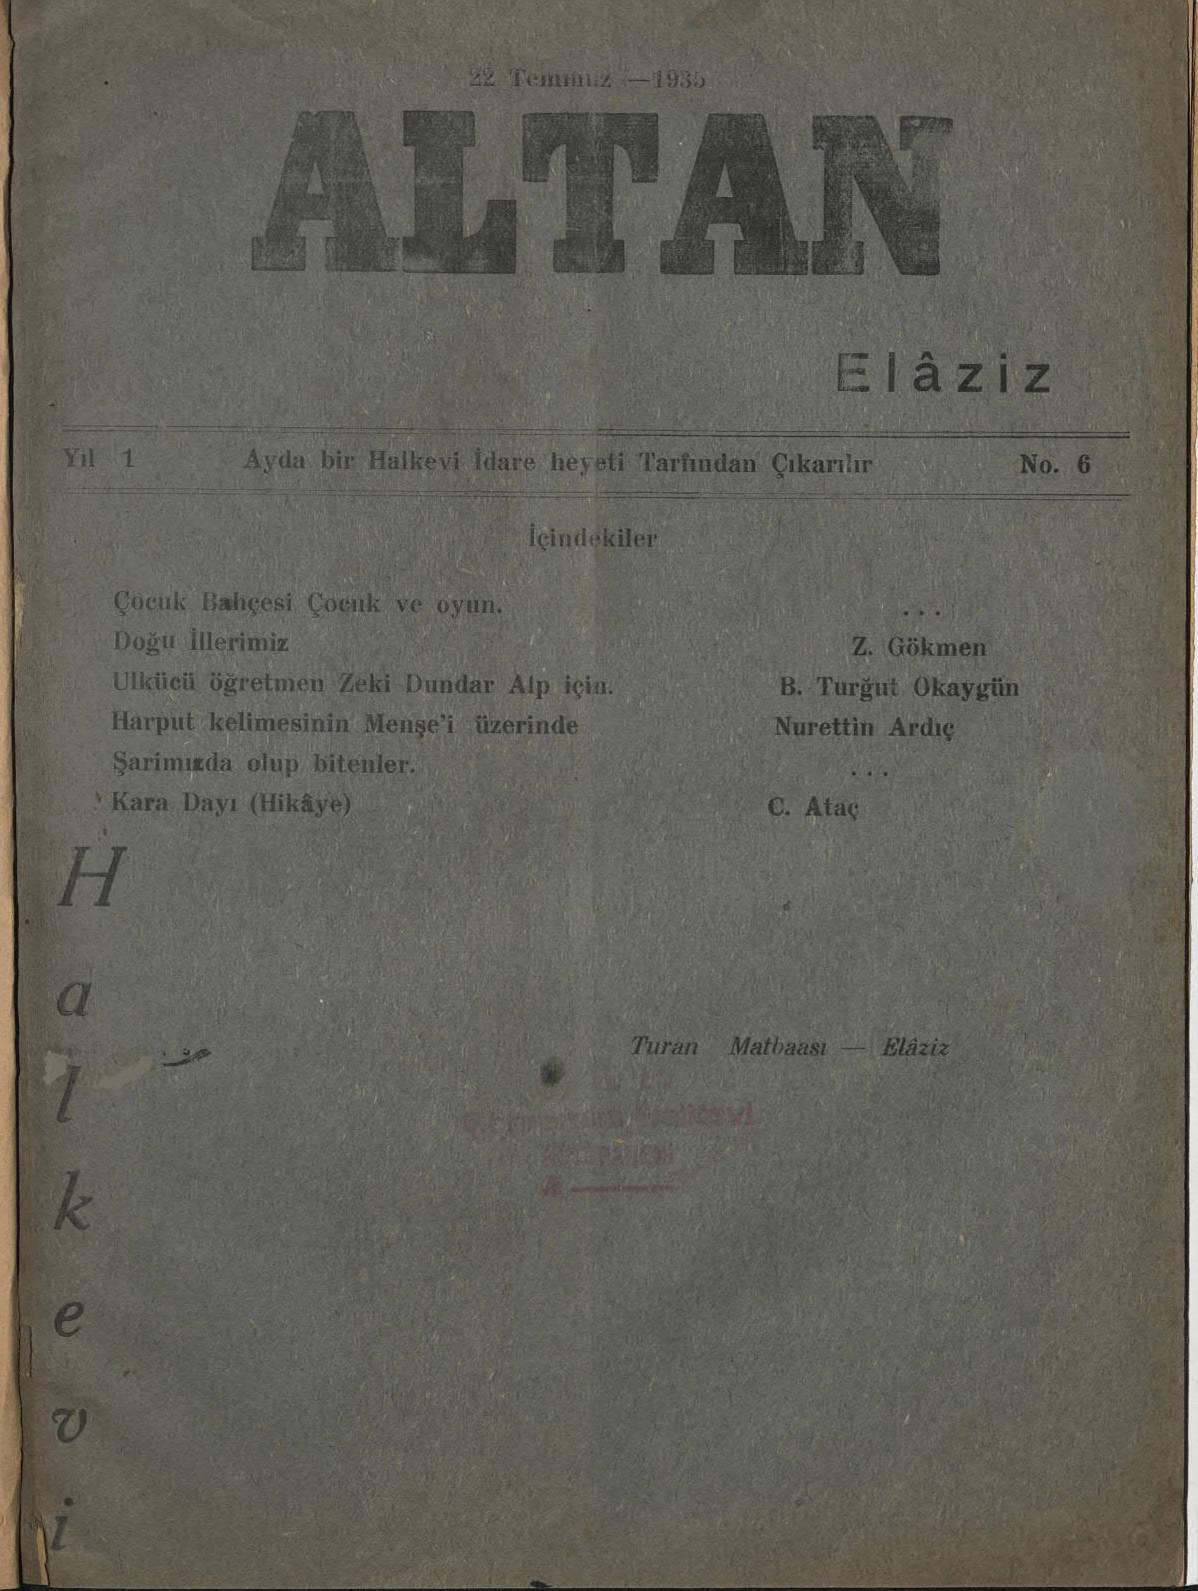 22 Temmuz — 1935
ALTAN
Elâziz
Yıl 1 Ayda bir Halkevi İdare heyeti Tarfından Çıkarılır No. 6
İçindekiler
Çocuk Bahçesi Çocuk ve oyun. . . .
Doğu İllerimiz Z. Gökmen
Ulkücü öğretmen Zeki Dundar Alp için. B. Turğut Okaygün
Harput kelimesinin Menşe'i üzerinde Nurettin Ardıç
Şarimızda olup bitenler. . . .
Kara Dayı (Hikâye) C. Ataç
Halkevi
Turan Matbaası — Elâziz